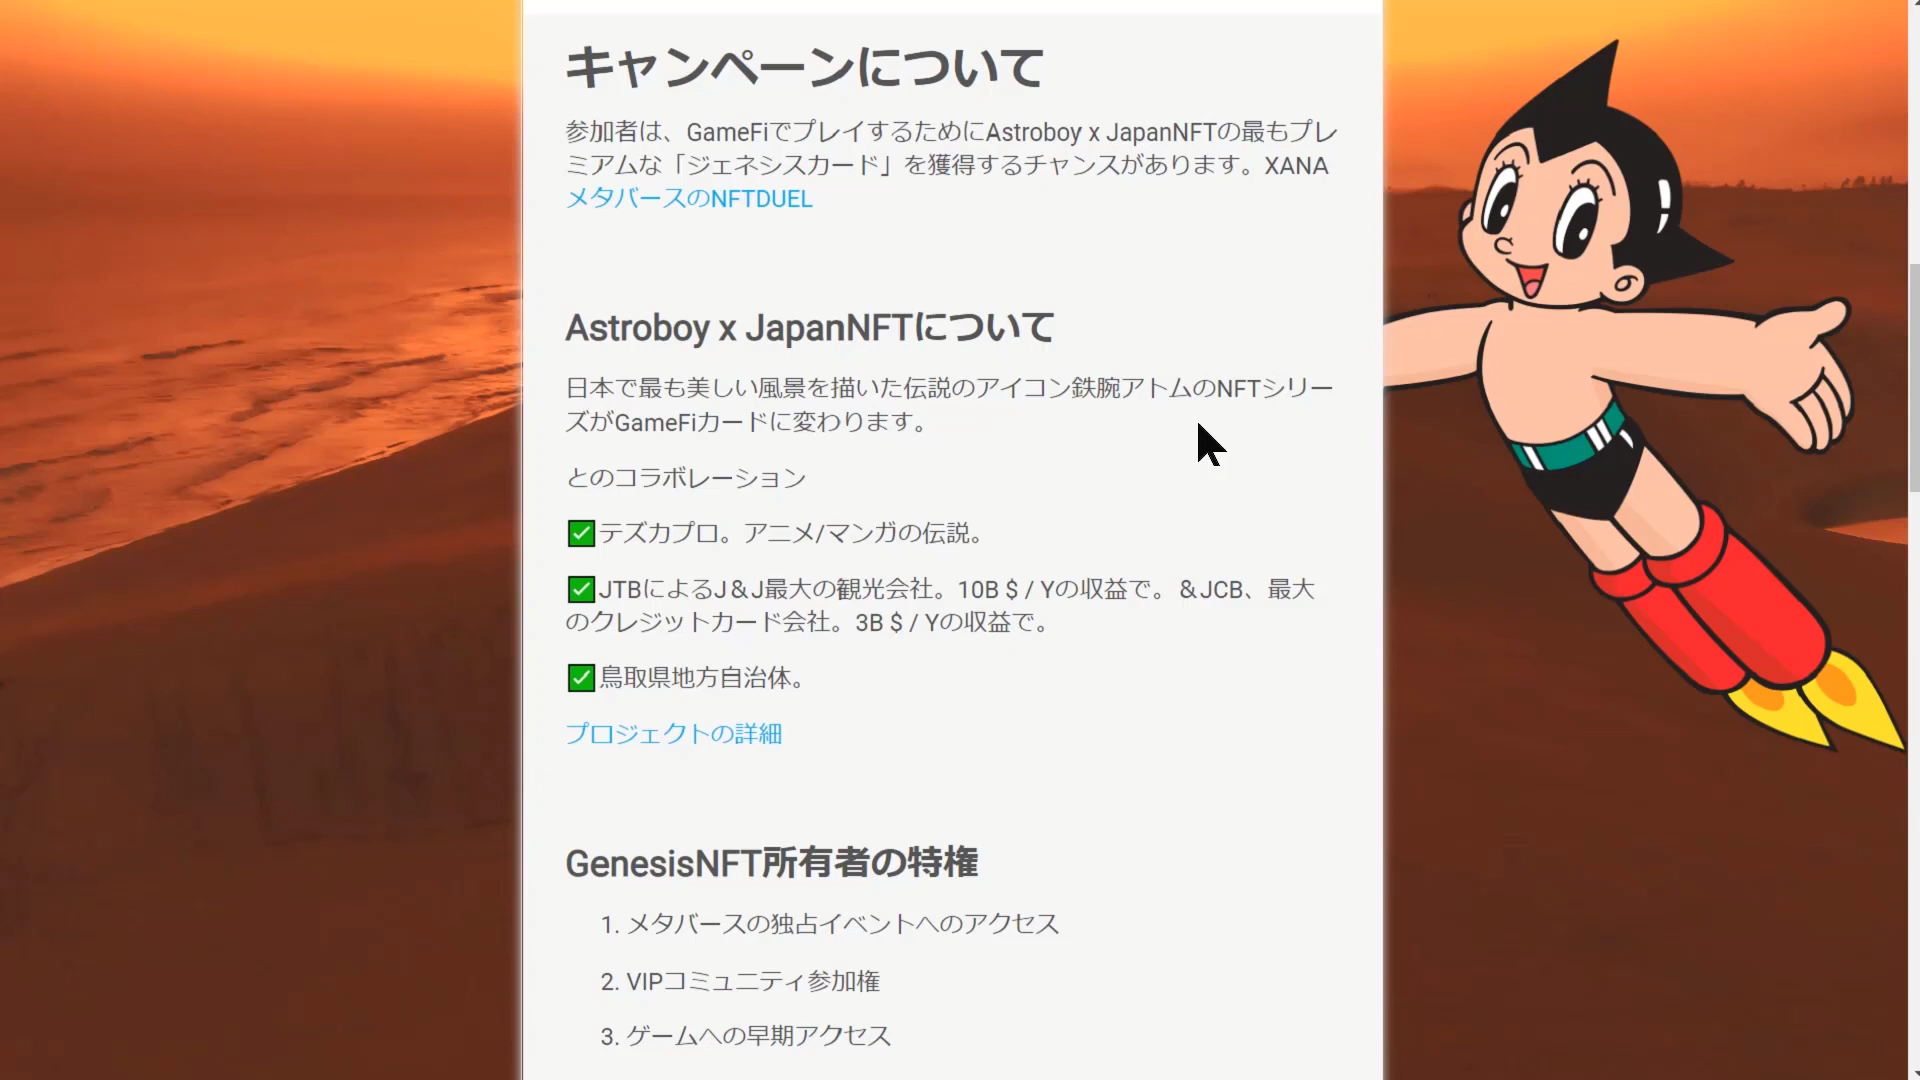 キャンペーンについて
参加者は、GameFiでプレイするためにAstroboy x JapanNFTの最もプレ
ミアムな「ジェネシスカード」を獲得するチャンスがあります。XANA
メタバースのNFTDUEL
Astroboy x JapanNFTについて
日本で最も美しい風景を描いた伝説のアイコン鉄腕アトムのNFTシリー
ズがGameFiカードに変わります。
とのコラボレーション
✅テズカプロ。アニメ/マンガの伝説。
✅JTBによるJ＆J最大の観光会社。10B $ / Yの収益で。＆JCB、最大
のクレジットカード会社。3B $ / Yの収益で。
✅鳥取県地方自治体。
プロジェクトの詳細
GenesisNFT所有者の特権
1. メタバースの独占イベントへのアクセス
2. VIPコミュニティ参加権
3. ゲームへの早期アクセス